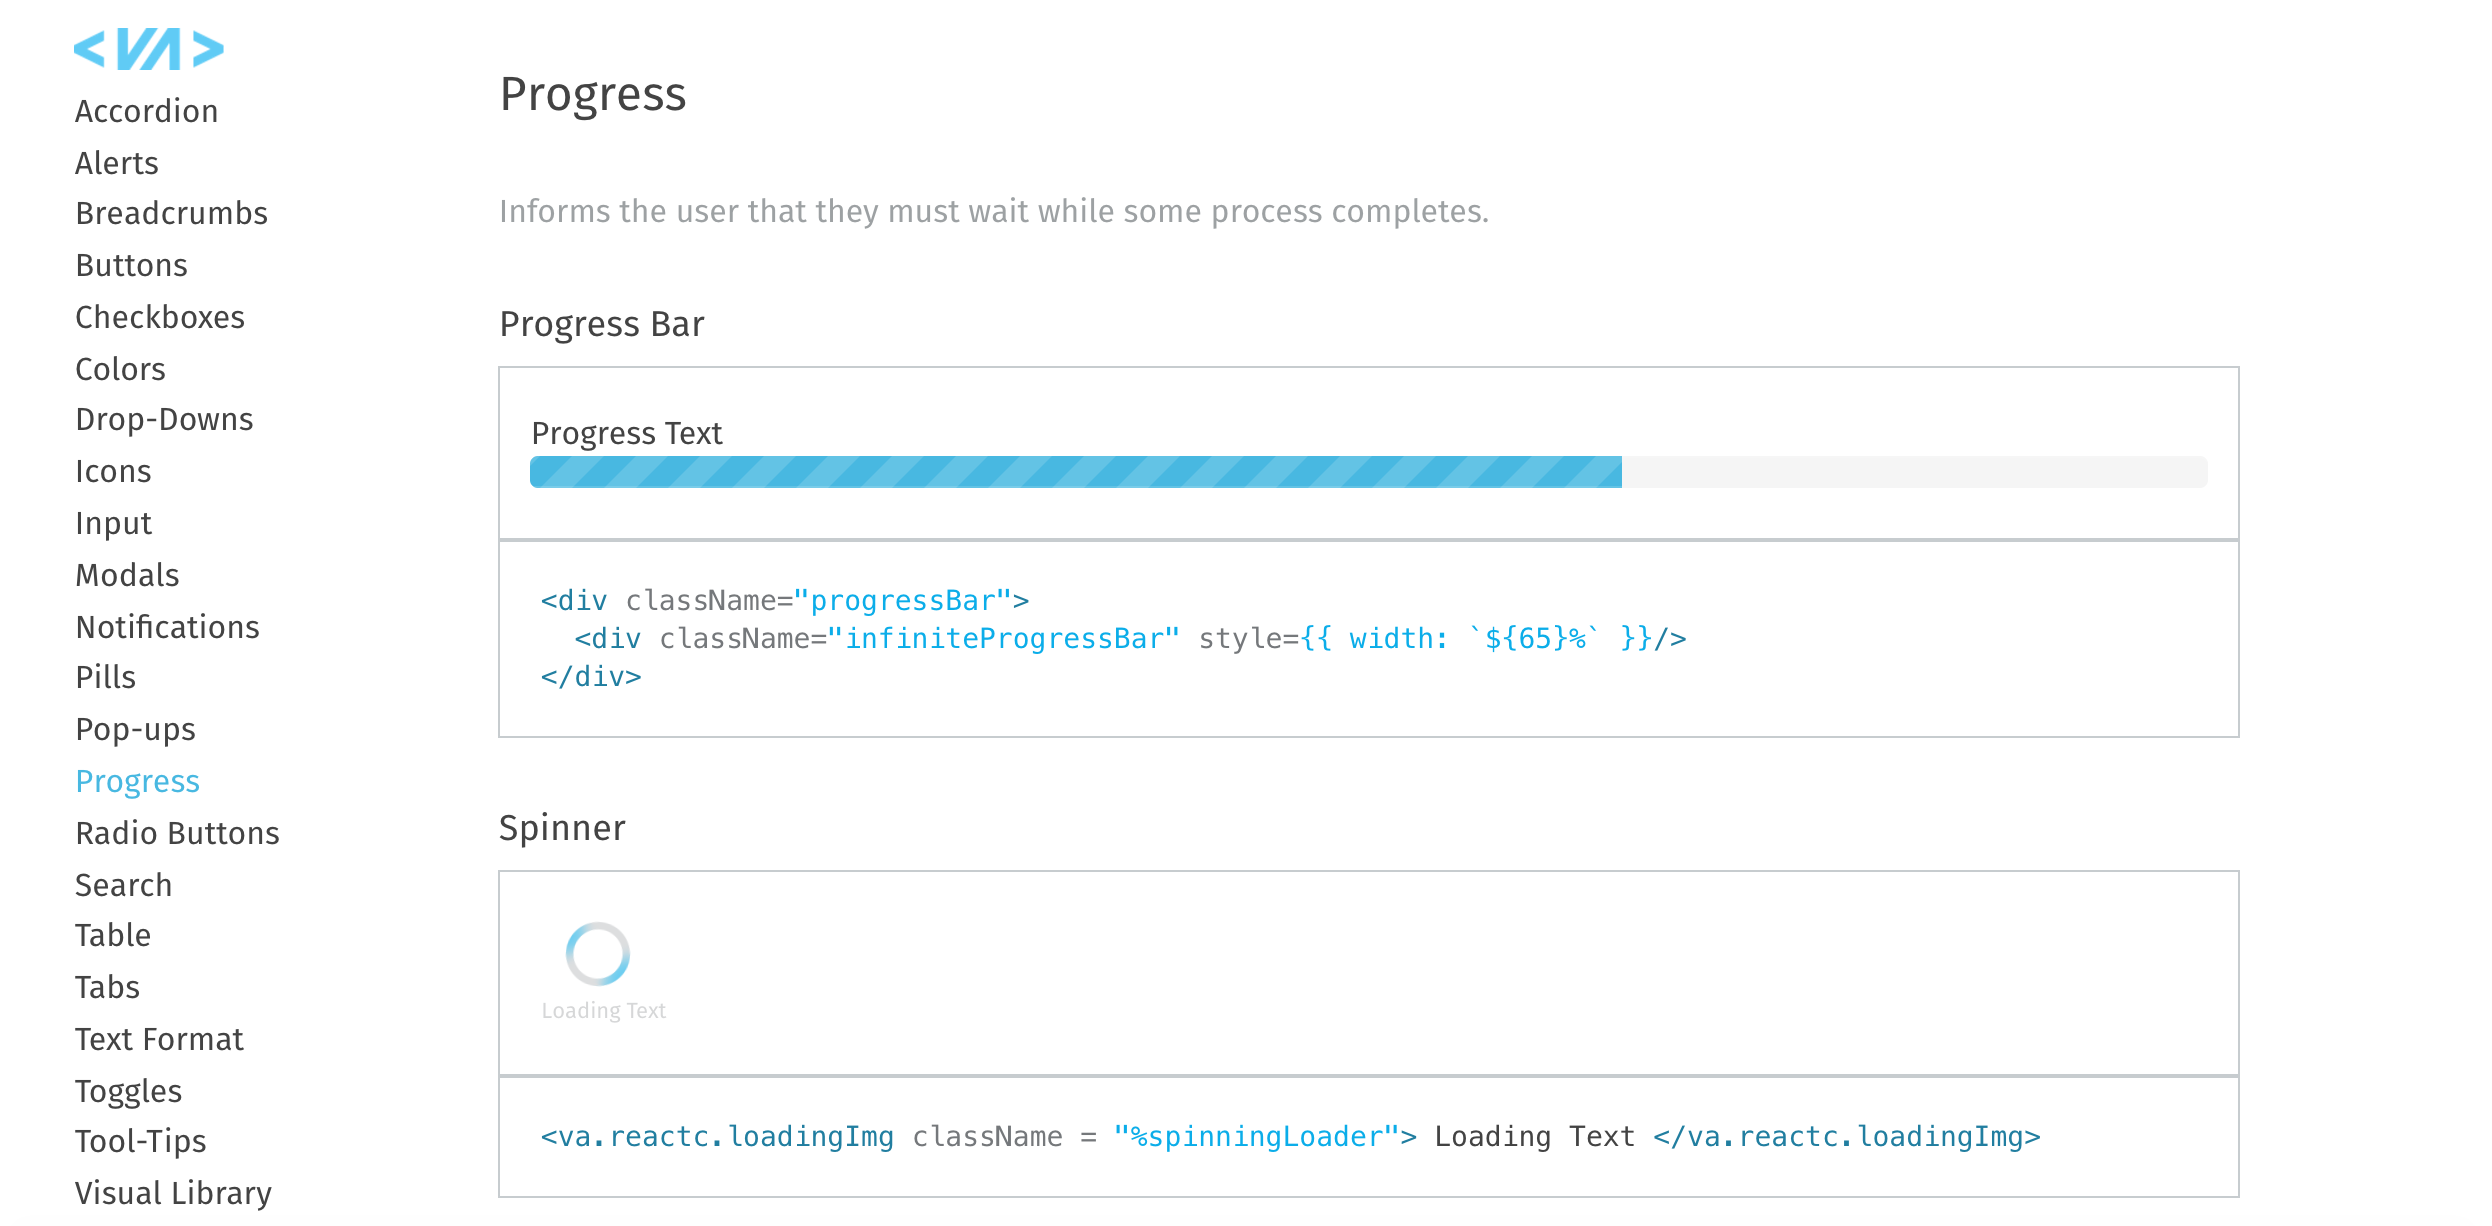 <VA>
Accordion
Alerts
Breadcrumbs
Buttons
Checkboxes
Colors
Drop-Downs
Icons
Input
Modals
Notifications
Pills
Pop-ups
Progress
Radio Buttons
Search
Table
Tabs
Text Format
Toggles
Tool-Tips
Visual Library
Progress
Informs the user that they must wait while some process completes.
Progress Bar
Progress Text
<div className="progressBar">
  <div className="infiniteProgressBar" style={{ width: `${65}%` }}/>
</div>
Spinner
Loading Text
<va.reactc.loadingImg className = "%spinningLoader"> Loading Text </va.reactc.loadingImg>